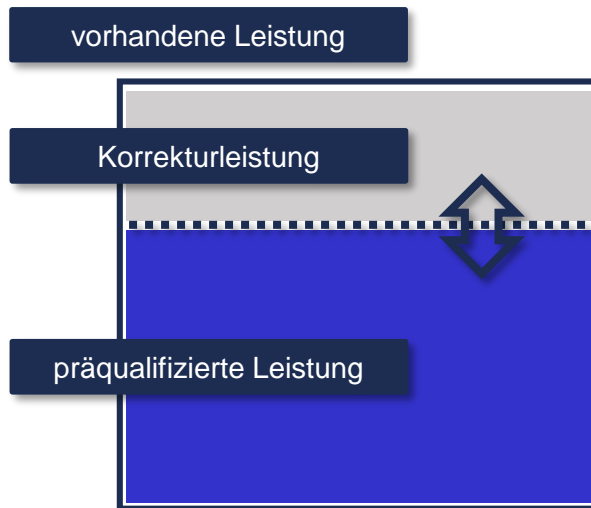 vorhandene Leistung
Korrekturleistung
präqualifizierte Leistung